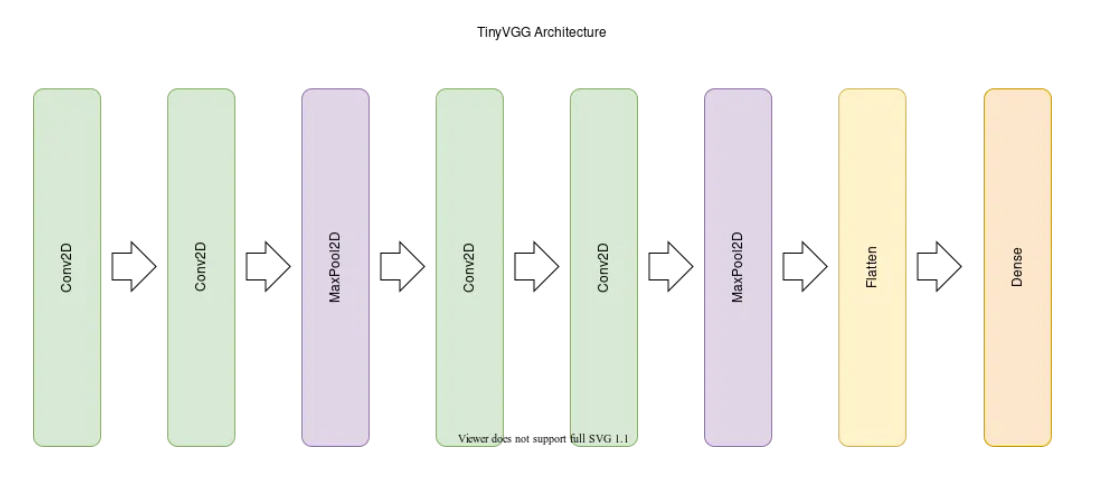 TinyVGG Architecture
Conv2D
Conv2D
MaxPool2D
Conv2D
Conv2D
MaxPool2D
Flatten
Dense
Viewer does not support full SVG 1.1